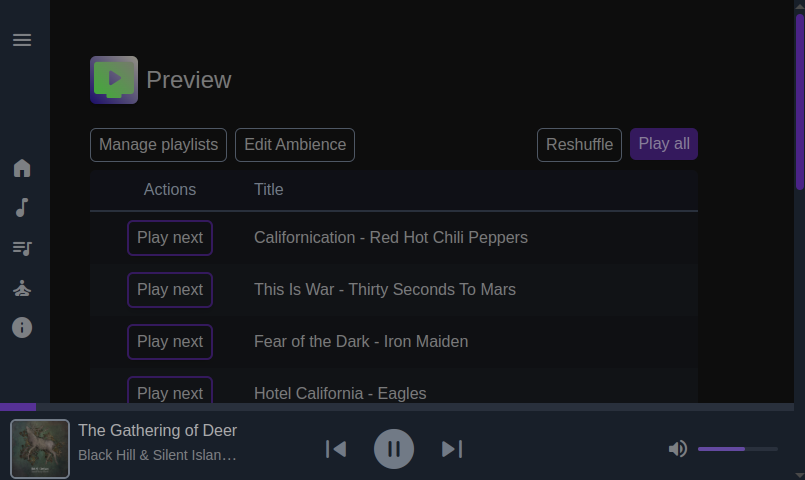 Preview
Manage playlists Edit Ambience Reshuffle Play all
Actions Title
Play next Californication - Red Hot Chili Peppers
Play next This Is War - Thirty Seconds To Mars
Play next Fear of the Dark - Iron Maiden
Play next Hotel California - Eagles
The Gathering of Deer
Black Hill & Silent Islan…